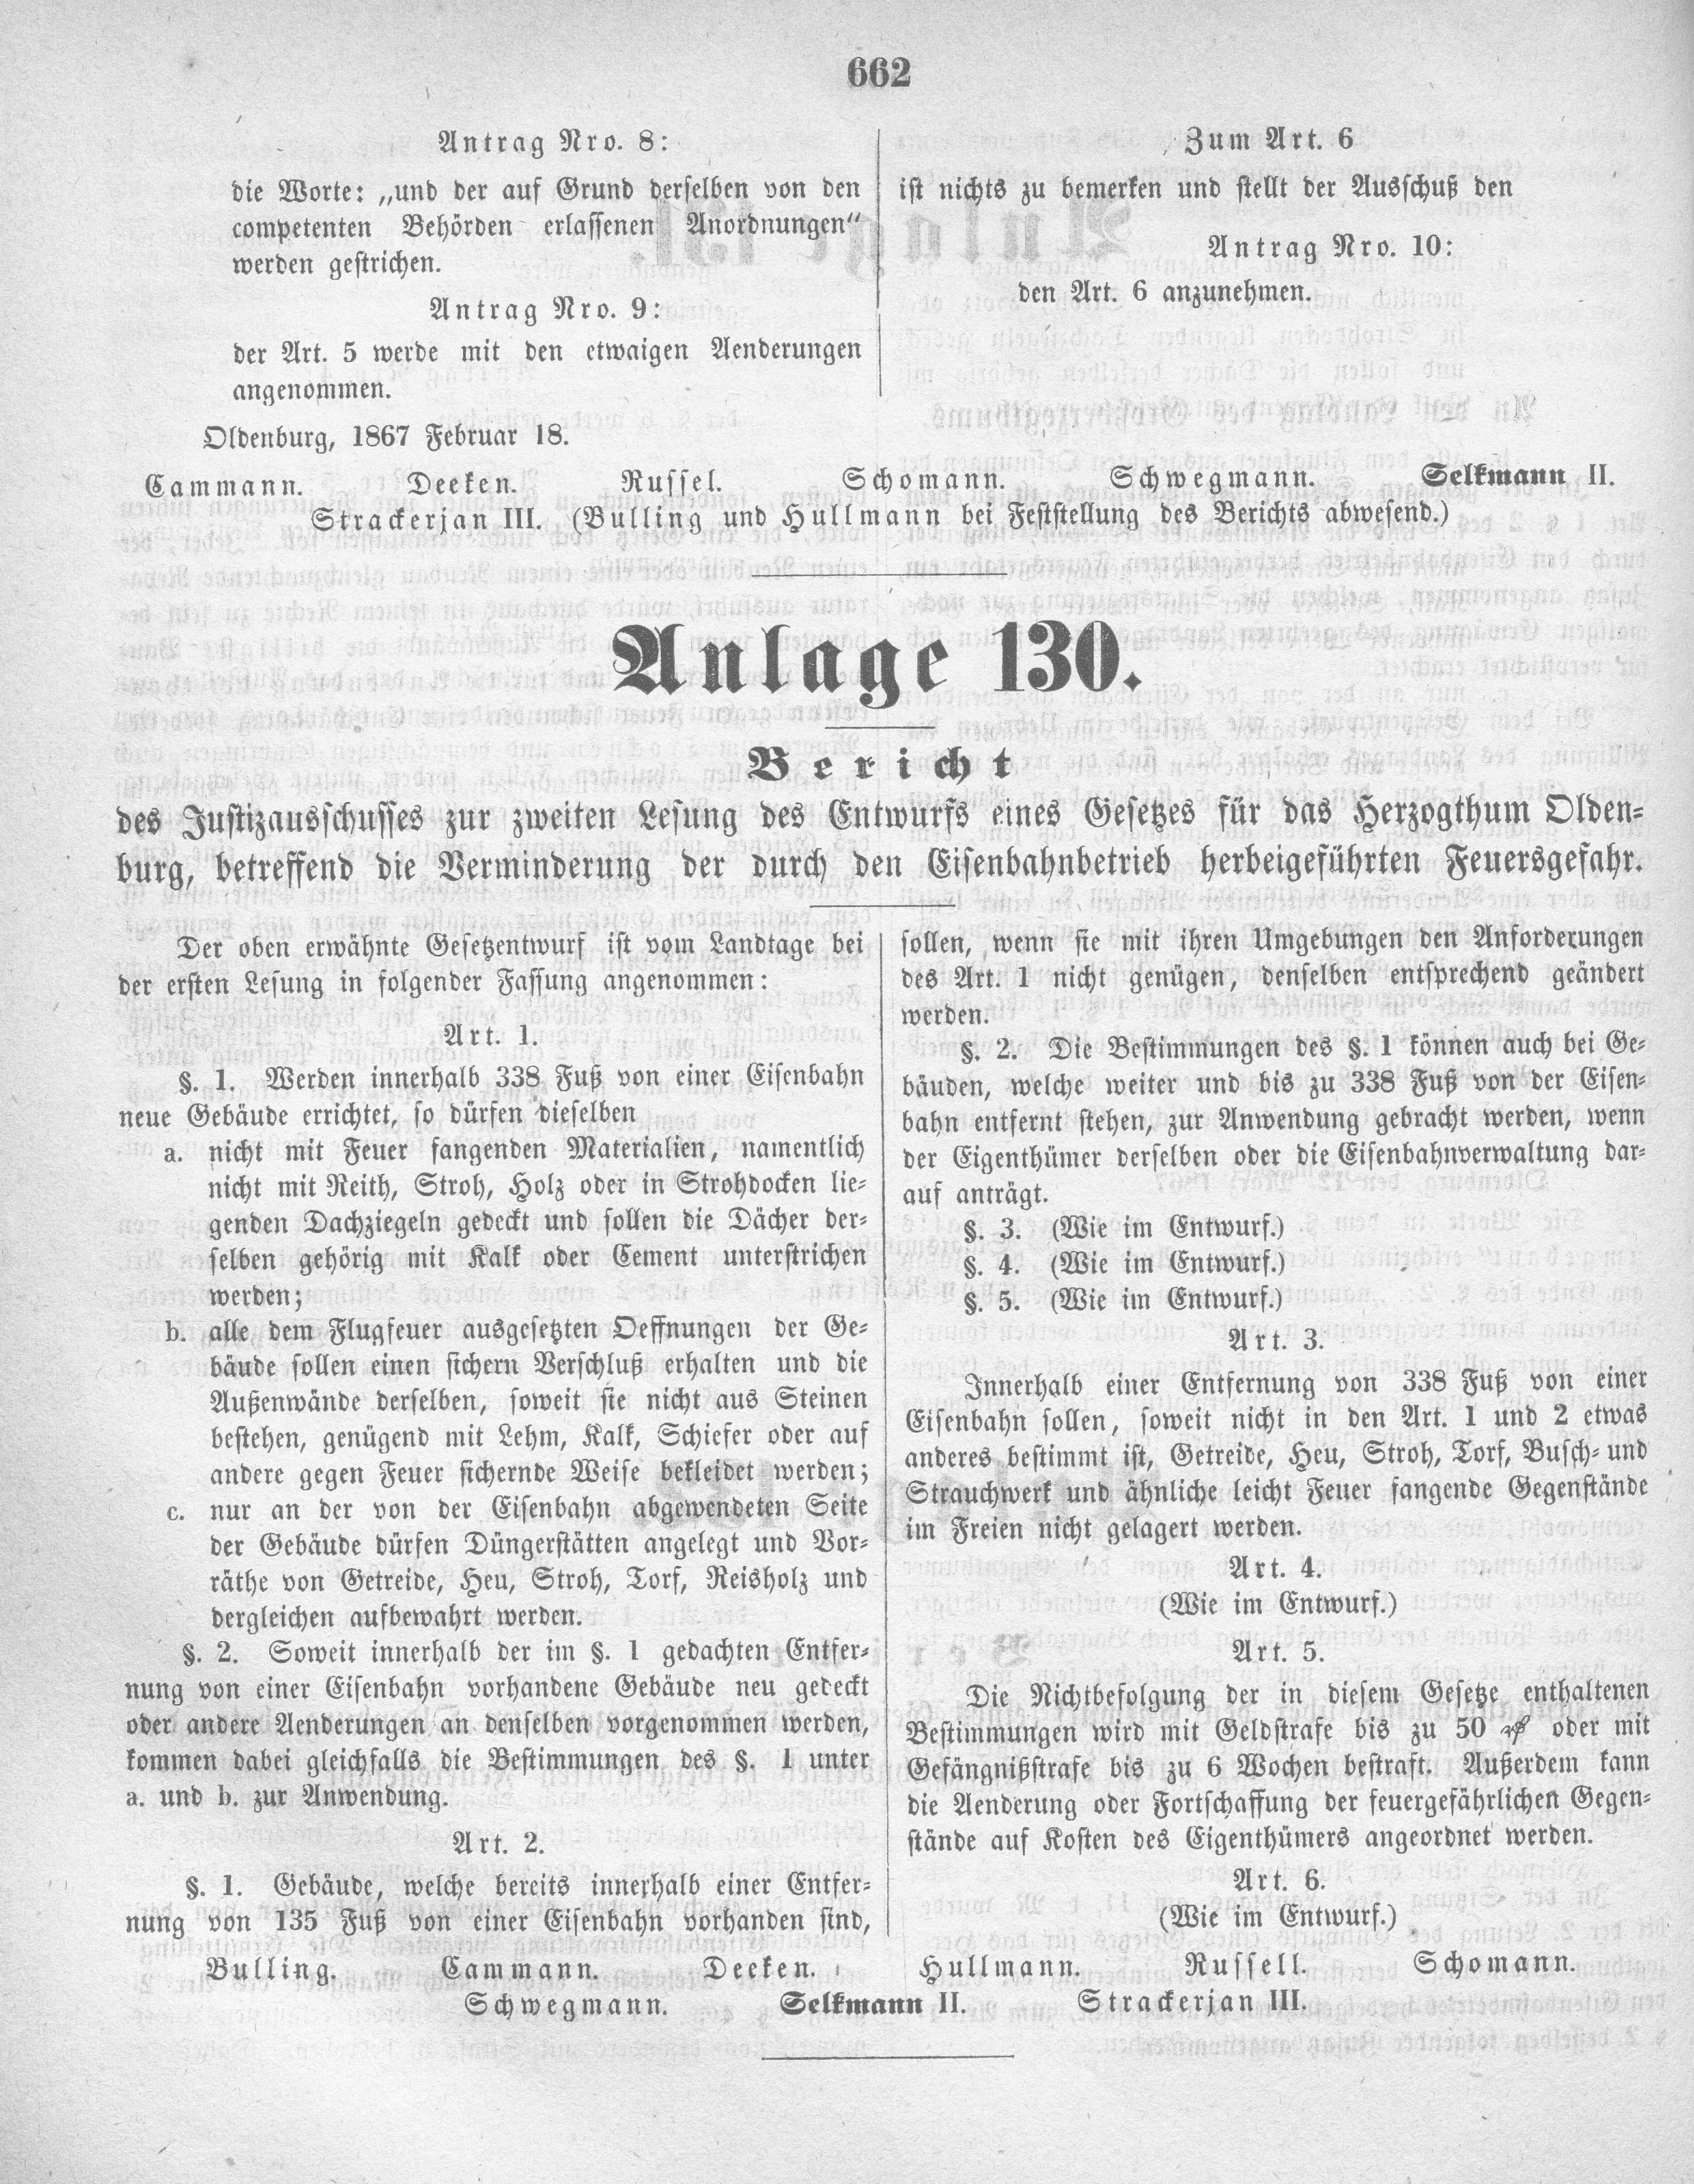 662
Antrag Nro. 8:
die Worte: „und der auf Grund derselben von den
competenten Behörden erlassenen Anordnungen“
werden gestrichen.
Antrag Nro. 9:
der Art. 5 werde mit den etwaigen Aenderungen
angenommen.
Zum Art. 6
ist nichts zu bemerken und stellt der Ausschuß den
Antrag Nro. 10:
den Art. 6 anzunehmen.
Oldenburg, 1867 Februar 18.
Cammann. Deeken. Russel. Schomann. Schwegmann. Selkmann II.
Strackerjan III. (Bulling und Hullmann bei Feststellung des Berichts abwesend.)
Anlage 130.
Bericht
des Justizausschusses zur zweiten Lesung des Entwurfs eines Gesetzes für das Herzogthum Olden-
burg, betreffend die Verminderung der durch den Eisenbahnbetrieb herbeigeführten Feuersgefahr.
Der oben erwähnte Gesetzentwurf ist vom Landtage bei
der ersten Lesung in folgender Fassung angenommen:
Art. 1.
§. 1. Werden innerhalb 338 Fuß von einer Eisenbahn
neue Gebäude errichtet, so dürfen dieselben
a. nicht mit Feuer fangenden Materialien, namentlich
nicht mit Reith, Stroh, Holz oder in Strohdocken lie-
genden Dachziegeln gedeckt und sollen die Dächer der-
selben gehörig mit Kalk oder Cement unterstrichen
werden;
b. alle dem Flugfeuer ausgesetzten Oeffnungen der Ge-
bäude sollen einen sichern Verschluß erhalten und die
Außenwände derselben, soweit sie nicht aus Steinen
bestehen, genügend mit Lehm, Kalk, Schiefer oder auf
andere gegen Feuer sichernde Weise bekleidet werden;
c. nur an der von der Eisenbahn abgewendeten Seite
der Gebäude dürfen Düngerstätten angelegt und Vor-
räthe von Getreide, Heu, Stroh, Torf, Reisholz und
dergleichen aufbewahrt werden.
§. 2. Soweit innerhalb der im §. 1 gedachten Entfer-
nung von einer Eisenbahn vorhandene Gebäude neu gedeckt
oder andere Aenderungen an denselben vorgenommen werden,
kommen dabei gleichfalls die Bestimmungen des §. 1 unter
a. und b. zur Anwendung.
Art. 2.
§. 1. Gebäude, welche bereits innerhalb einer Entfer-
nung von 135 Fuß von einer Eisenbahn vorhanden sind,
sollen, wenn sie mit ihren Umgebungen den Anforderungen
des Art. 1 nicht genügen, denselben entsprechend geändert
werden.
§. 2. Die Bestimmungen des §. 1 können auch bei Ge-
bäuden, welche weiter und bis zu 338 Fuß von der Eisen-
bahn entfernt stehen, zur Anwendung gebracht werden, wenn
der Eigenthümer derselben oder die Eisenbahnverwaltung dar-
auf anträgt.
§. 3. (Wie im Entwurf.)
§. 4. (Wie im Entwurf.)
§. 5. (Wie im Entwurf.)
Art. 3.
Innerhalb einer Entfernung von 338 Fuß von einer
Eisenbahn sollen, soweit nicht in den Art. 1 und 2 etwas
anderes bestimmt ist, Getreide, Heu, Stroh, Torf, Busch- und
Strauchwerk und ähnliche leicht Feuer fangende Gegenstände
im Freien nicht gelagert werden.
Art. 4.
(Wie im Entwurf.)
Art. 5.
Die Nichtbefolgung der in diesem Gesetze enthaltenen
Bestimmungen wird mit Geldstrafe bis zu 50 ₰ oder mit
Gefängnißstrafe bis zu 6 Wochen bestraft. Außerdem kann
die Aenderung oder Fortschaffung der feuergefährlichen Gegen-
stände auf Kosten des Eigenthümers angeordnet werden.
Art. 6.
(Wie im Entwurf.)
Bulling. Cammann. Deeken. Hullmann. Russell. Schomann.
Schwegmann. Selkmann II. Strackerjan III.